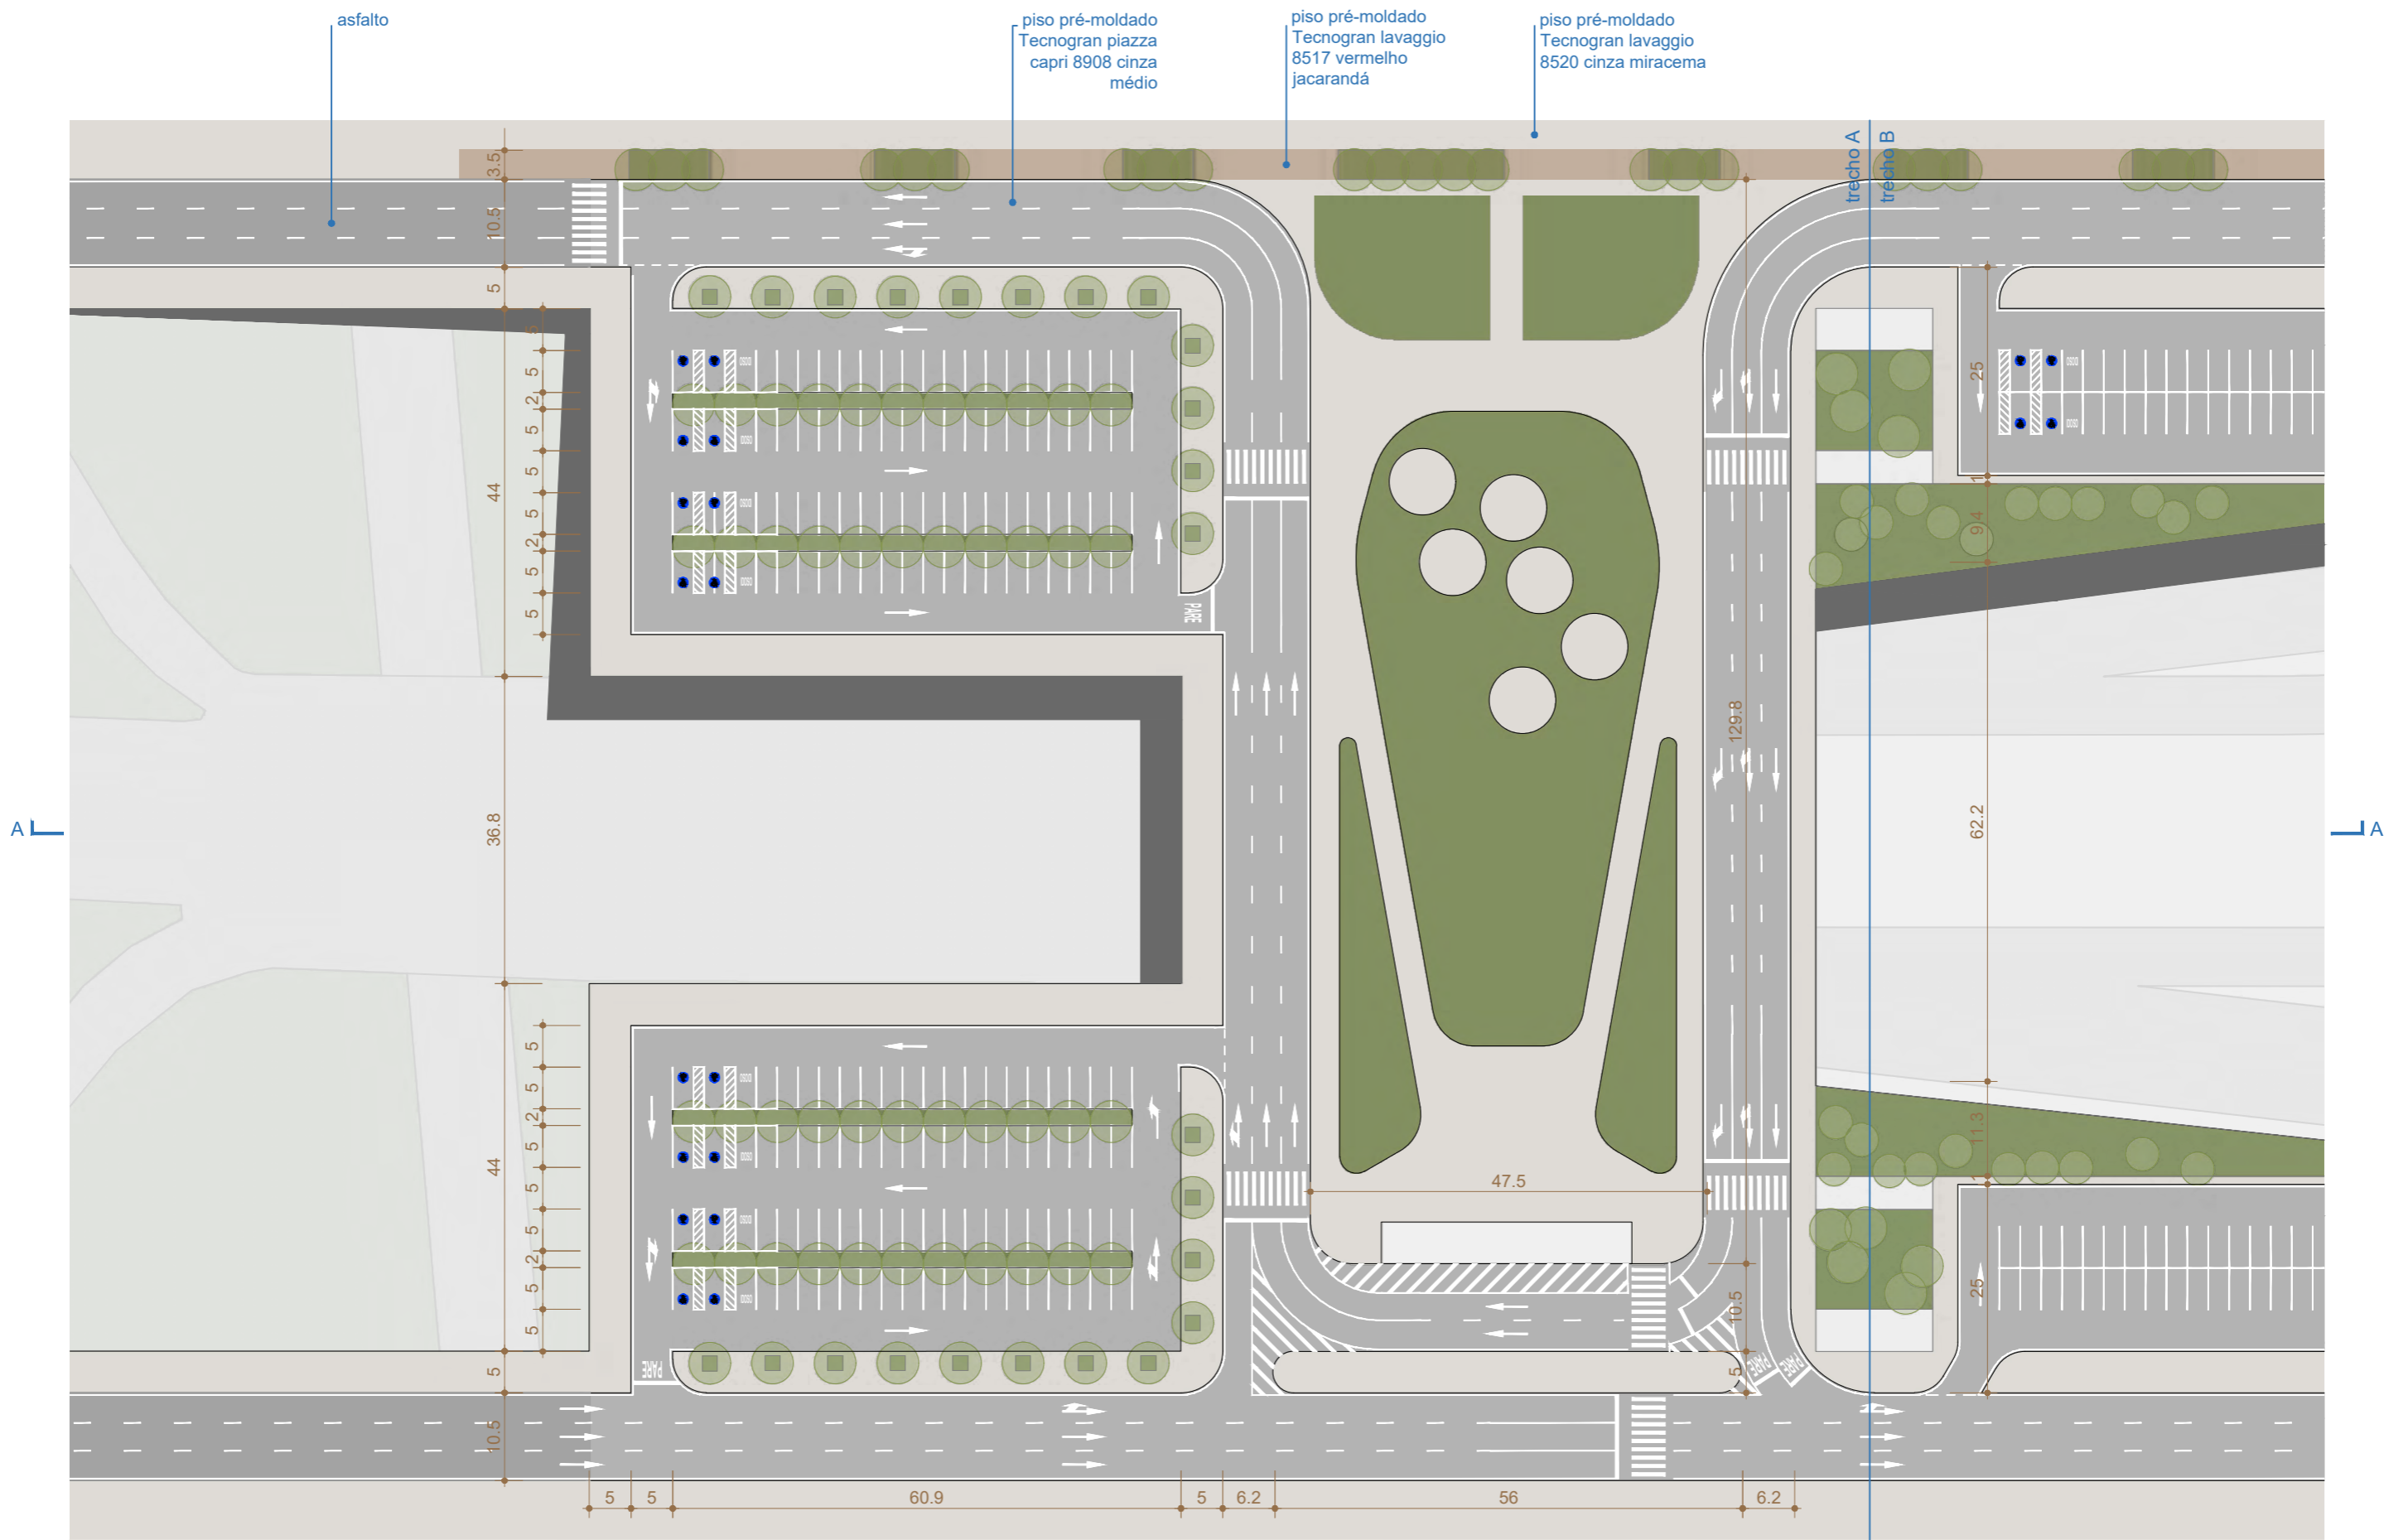 asfalto
piso pré-moldado
Tecnogran piazza
capri 8908 cinza
médio
piso pré-moldado
Tecnogran lavaggio
8517 vermelho
jacarandá
piso pré-moldado
Tecnogran lavaggio
8520 cinza miracema
trecho A
trecho B
3.5
10.5
5
44
36.8
44
5
10.5
5
5
2
5
5
5
2
5
5
5
5
2
5
5
5
2
5
5
129.8
10.5
5
47.5
25
1
9.4
62.2
11.3
1
25
PARE
PARE
PARE
PARE
A
A
5
5
60.9
5
6.2
56
6.2